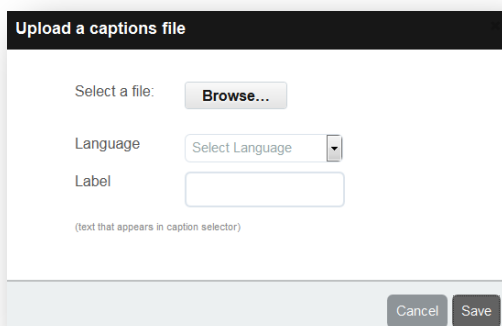 Upload a captions file
Select a file: Browse...
Language Select Language
Label
(text that appears in caption selector)
Cancel Save